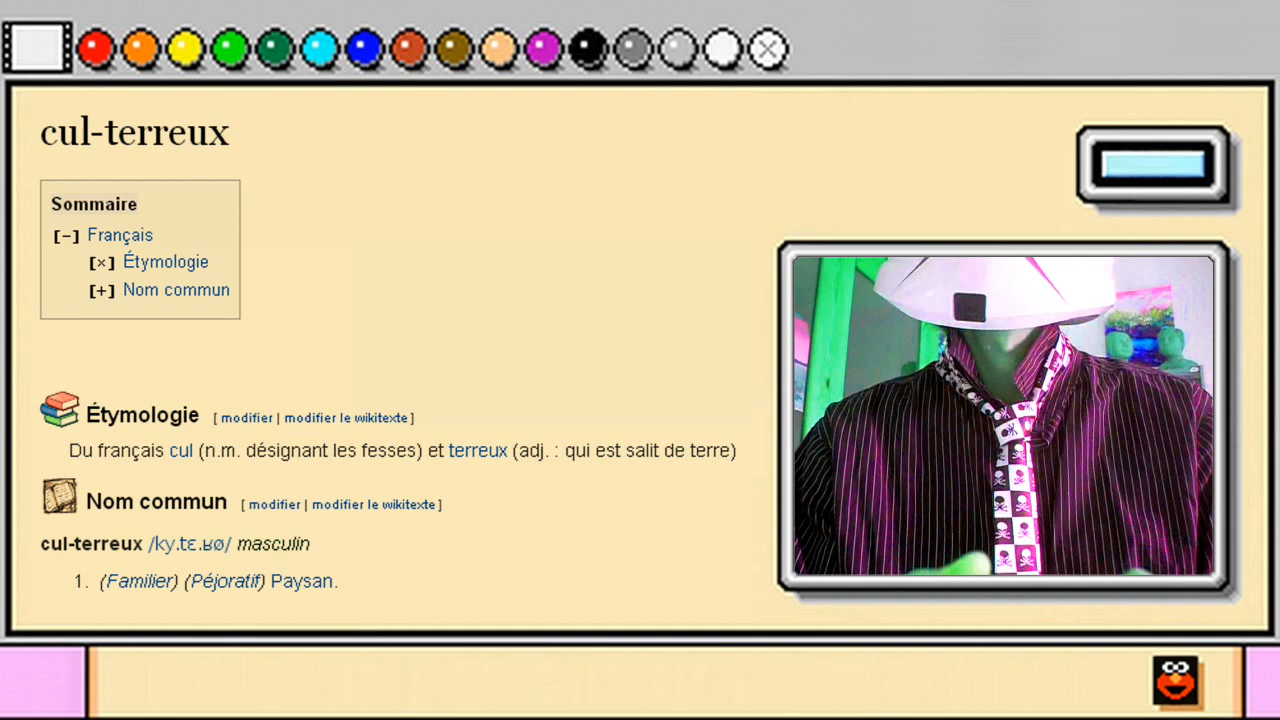 cul-terreux
Sommaire
[−] Français
[×] Étymologie
[+] Nom commun
Étymologie [ modifier | modifier le wikitexte ]
Du français cul (n.m. désignant les fesses) et terreux (adj. : qui est salit de terre)
Nom commun [ modifier | modifier le wikitexte ]
cul-terreux /ky.tɛ.ʁø/ masculin
1. (Familier) (Péjoratif) Paysan.